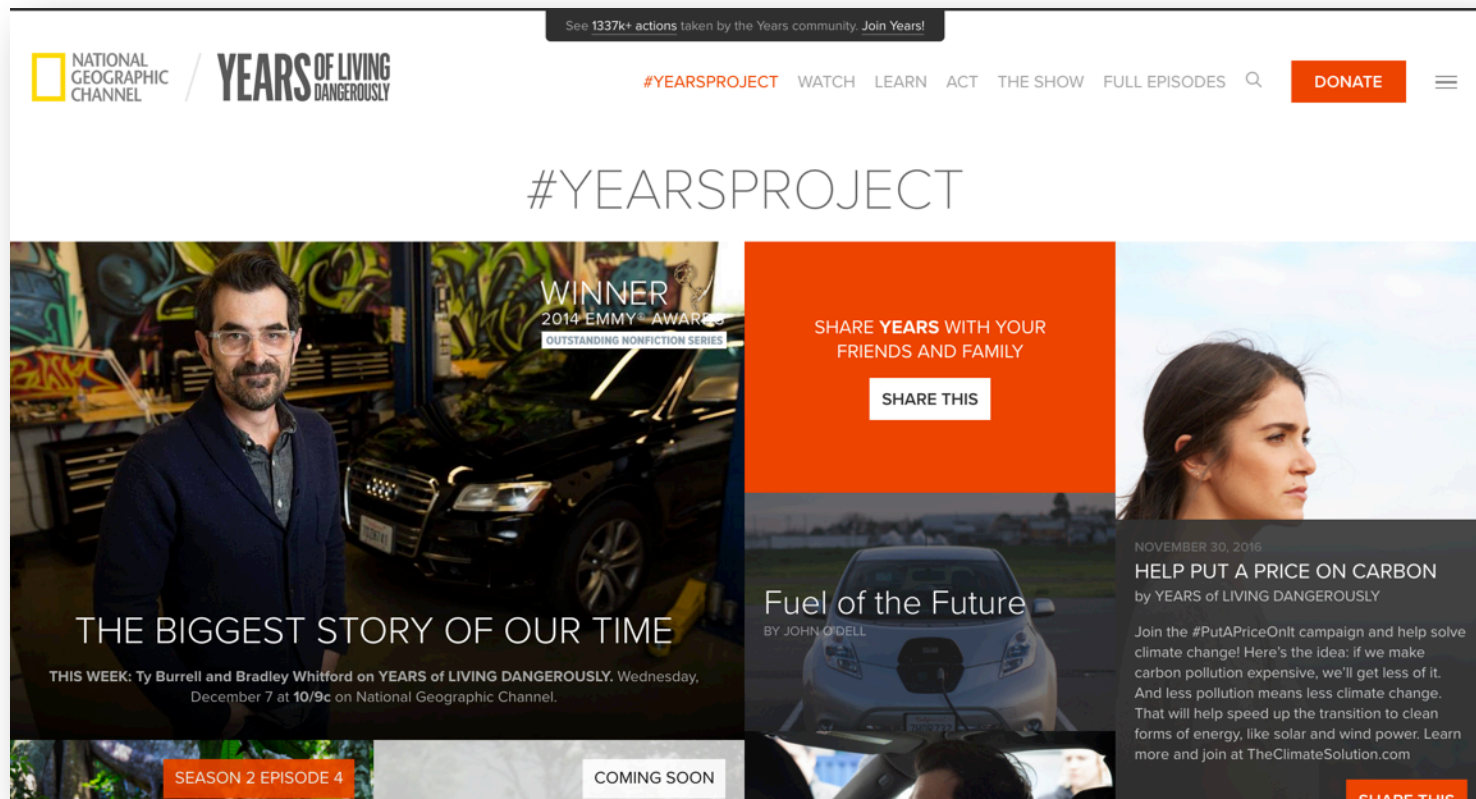 See 1337k+ actions taken by the Years community. Join Years!
NATIONAL
GEOGRAPHIC
CHANNEL
YEARS OF LIVING
DANGEROUSLY
#YEARSPROJECT WATCH LEARN ACT THE SHOW FULL EPISODES
DONATE
#YEARSPROJECT
WINNER
2014 EMMY® AWARDS
OUTSTANDING NONFICTION SERIES
THE BIGGEST STORY OF OUR TIME
THIS WEEK: Ty Burrell and Bradley Whitford on YEARS of LIVING DANGEROUSLY. Wednesday,
December 7 at 10/9c on National Geographic Channel.
SHARE YEARS WITH YOUR
FRIENDS AND FAMILY
SHARE THIS
Fuel of the Future
BY JOHN O'DELL
NOVEMBER 30, 2016
HELP PUT A PRICE ON CARBON
by YEARS of LIVING DANGEROUSLY
Join the #PutAPriceOnIt campaign and help solve
climate change! Here's the idea: if we make
carbon pollution expensive, we'll get less of it.
And less pollution means less climate change.
That will help speed up the transition to clean
forms of energy, like solar and wind power. Learn
more and join at TheClimateSolution.com
SHARE THIS
SEASON 2 EPISODE 4
COMING SOON